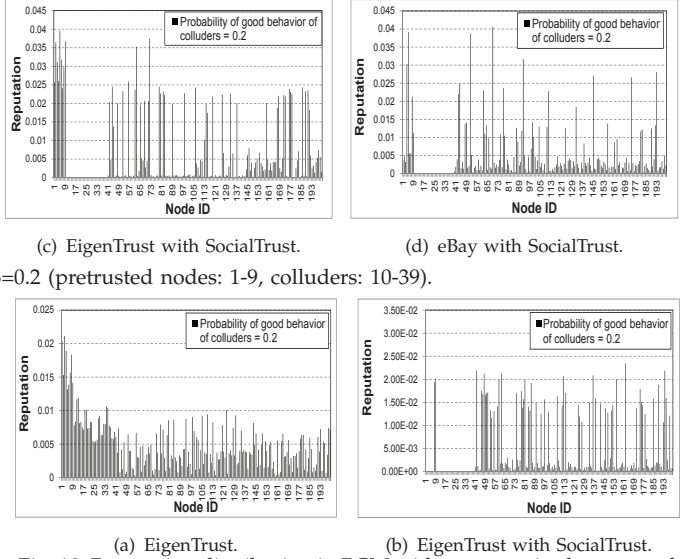 0.045
0.04
0.035
0.03
0.025
0.02
0.015
0.01
0.005
0
Reputation
Probability of good behavior of
colluders = 0.2
1 9 17 25 33 41 49 57 65 73 81 89 97 105 113 121 129 137 145 153 161 169 177 185 193
Node ID
0.045
0.04
0.035
0.03
0.025
0.02
0.015
0.01
0.005
0
Reputation
Probability of good behavior
of colluders = 0.2
1 9 17 25 33 41 49 57 65 73 81 89 97 105 113 121 129 137 145 153 161 169 177 185 193
Node ID
(c) EigenTrust with SocialTrust.
(d) eBay with SocialTrust.
=0.2 (pretrusted nodes: 1-9, colluders: 10-39).
0.025
0.02
0.015
0.01
0.005
0
Reputation
Probability of good behavior
of colluders = 0.2
1 9 17 25 33 41 49 57 65 73 81 89 97 105 113 121 129 137 145 153 161 169 177 185 193
Node ID
3.50E-02
3.00E-02
2.50E-02
2.00E-02
1.50E-02
1.00E-02
5.00E-03
0.00E+00
Reputation
Probability of good behavior
of colluders = 0.2
1 9 17 25 33 41 49 57 65 73 81 89 97 105 113 121 129 137 145 153 161 169 177 185 193
Node ID
(a) EigenTrust.
(b) EigenTrust with SocialTrust.